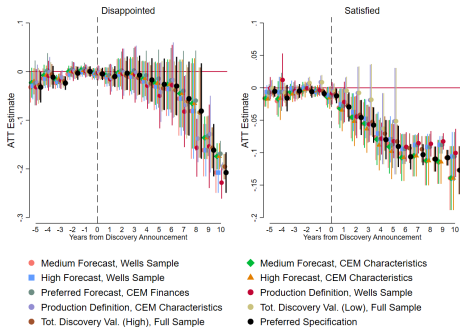 Disappointed
Satisfied
.1
0
-.1
-.2
-.3
ATT Estimate
-5 -4 -3 -2 -1 0 1 2 3 4 5 6 7 8 9 10
Years from Discovery Announcement
.1
.05
0
-.05
-.1
-.15
-.2
ATT Estimate
-5 -4 -3 -2 -1 0 1 2 3 4 5 6 7 8 9 10
Years from Discovery Announcement
Medium Forecast, Wells Sample
Medium Forecast, CEM Characteristics
High Forecast, Wells Sample
High Forecast, CEM Characteristics
Preferred Forecast, CEM Finances
Production Definition, Wells Sample
Production Definition, CEM Characteristics
Tot. Discovery Val. (Low), Full Sample
Tot. Discovery Val. (High), Full Sample
Preferred Specification